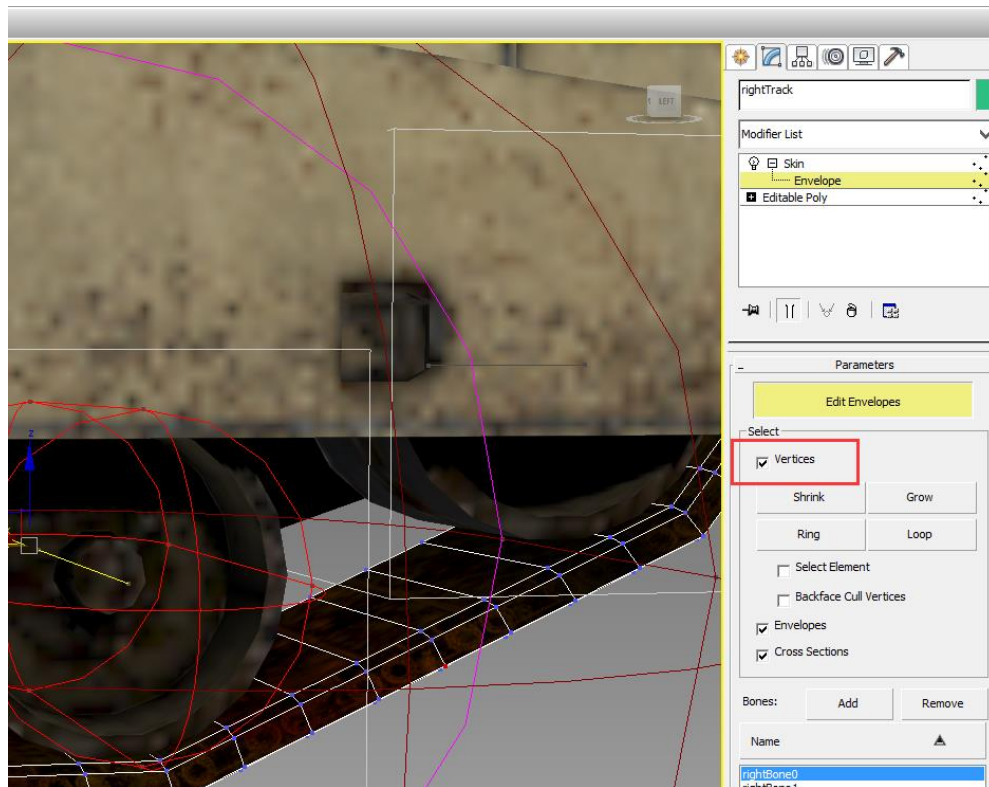 LEFT
rightTrack
Modifier List
Skin
Envelope
Editable Poly
Parameters
Edit Envelopes
Select
Vertices
Shrink Grow
Ring Loop
Select Element
Backface Cull Vertices
Envelopes
Cross Sections
Bones: Add Remove
Name
rightBone0
rightBone1
z